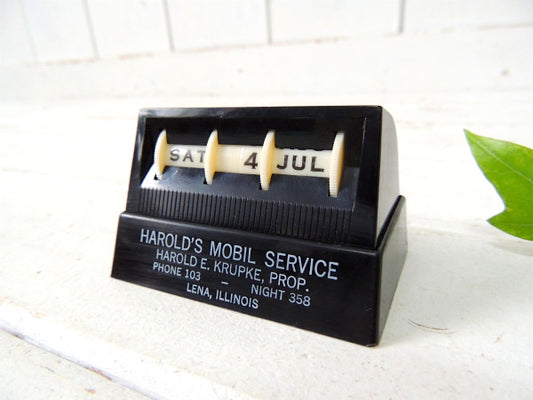 SAT 4 JUL
HAROLD'S MOBIL SERVICE
HAROLD E. KRUPKE, PROP.
PHONE 103 – NIGHT 358
LENA, ILLINOIS